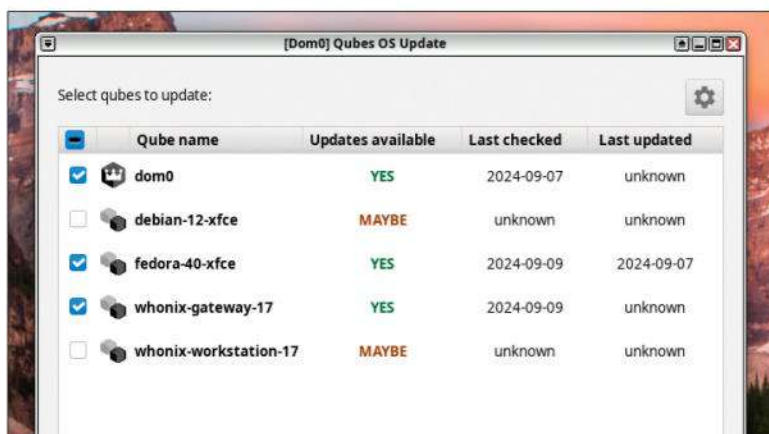 [Dom0] Qubes OS Update
Select qubes to update:
Qube name Updates available Last checked Last updated
dom0 YES 2024-09-07 unknown
debian-12-xfce MAYBE unknown unknown
fedora-40-xfce YES 2024-09-09 2024-09-07
whonix-gateway-17 YES 2024-09-09 unknown
whonix-workstation-17 MAYBE unknown unknown